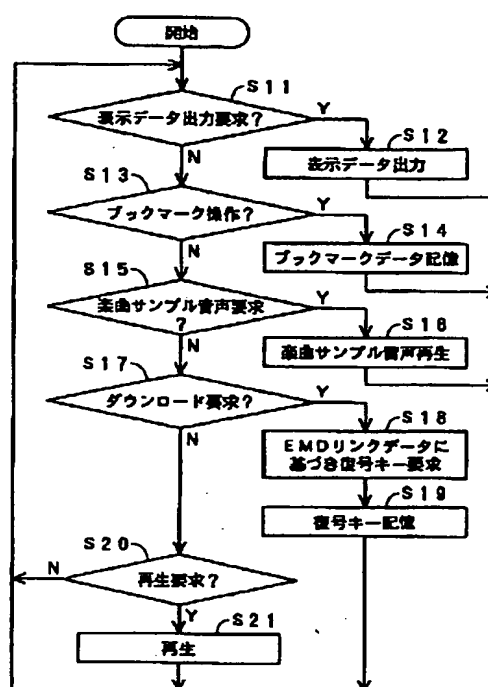 開始
S11
表示データ出力要求?
Y
S12
N
表示データ出力
S13
ブックマーク操作?
Y
S14
N
ブックマークデータ記憶
S15
楽曲サンプル音声要求
?
Y
S16
N
楽曲サンプル音声再生
S17
ダウンロード要求?
Y
S18
N
EMDリンクデータに
基づき復号キー要求
S19
復号キー記憶
S20
N
再生要求?
Y
S21
再生